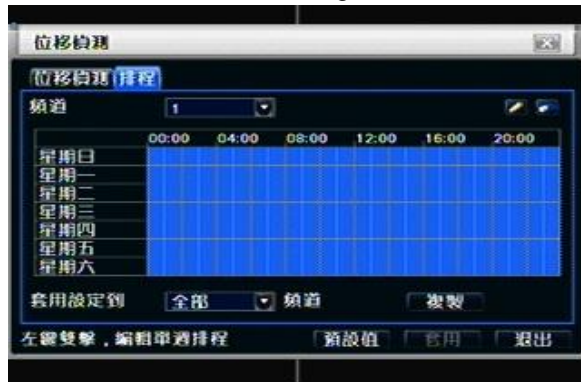 位移偵測
位移偵測 排程
頻道 1
00:00 04:00 08:00 12:00 16:00 20:00
星期日
星期一
星期二
星期三
星期四
星期五
星期六
套用設定到 全部 頻道 複製
左鍵雙擊，編輯單週排程 預設值 套用 退出